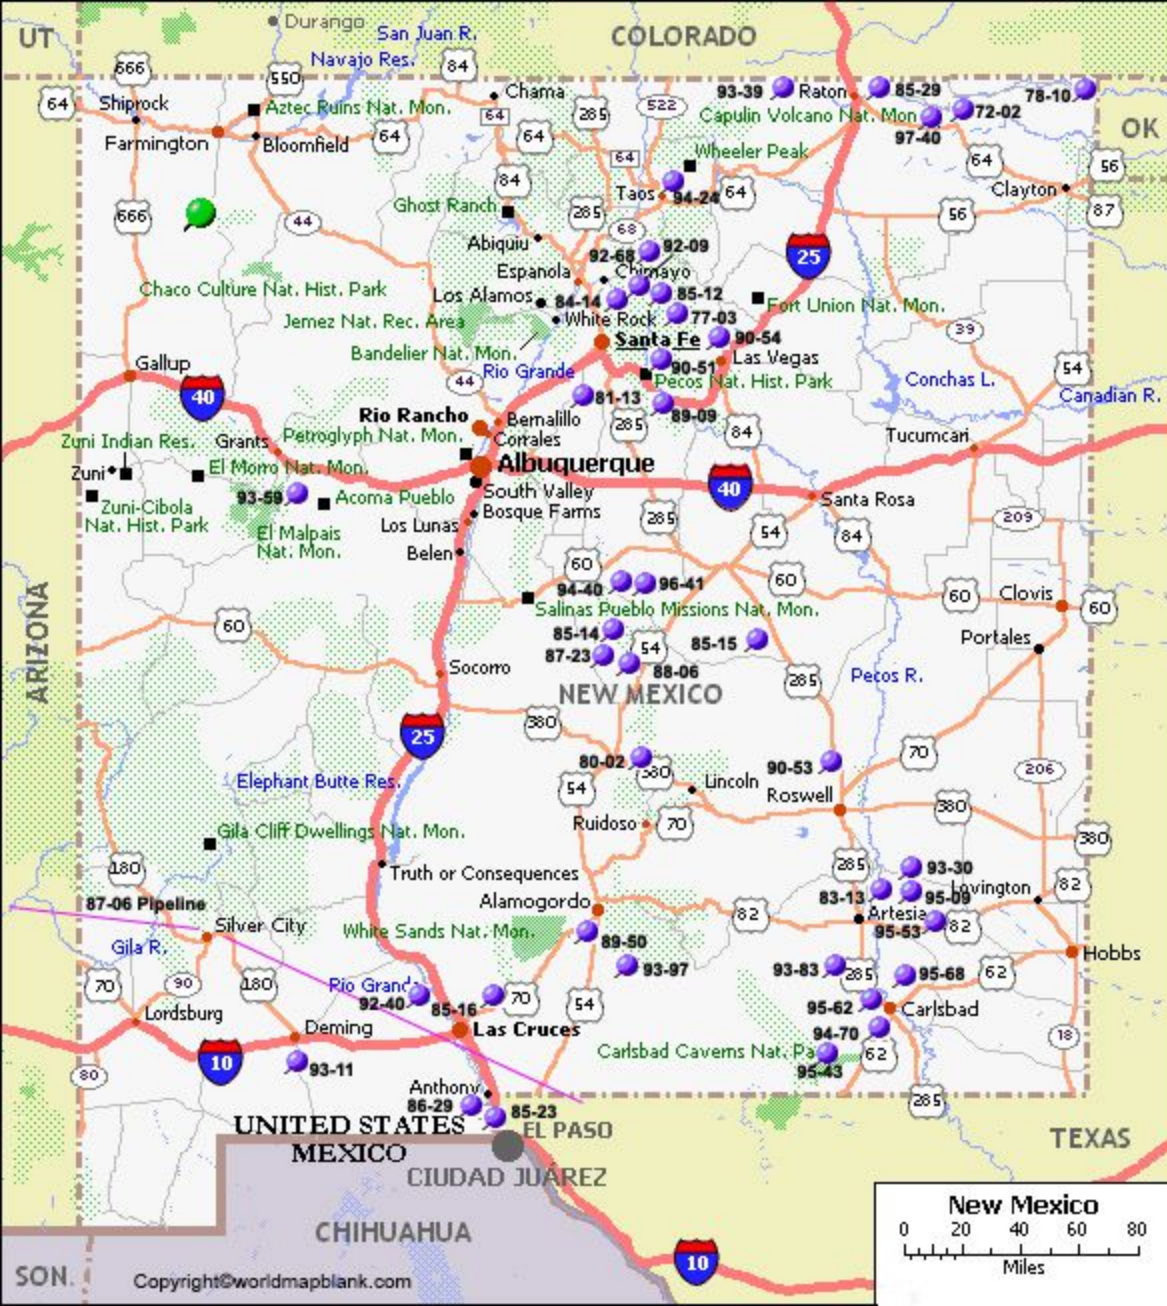 UT
Durango
San Juan R.
COLORADO
Navajo Res.
666
550
84
64
Shiprock
Aztec Ruins Nat. Mon.
Chama
64
285
522
93-39
Raton
85-29
78-10
Capulin Volcano Nat. Mon
72-02
97-40
OK
Farmington
Bloomfield
64
64
64
Wheeler Peak
64
56
84
Taos
94-24
64
Clayton
87
666
44
Ghost Ranch
285
68
56
Abiquiu
92-68
92-09
25
Espanola
Chimayo
Chaco Culture Nat. Hist. Park
Los Alamos
84-14
85-12
Fort Union Nat. Mon.
Jemez Nat. Rec. Area
White Rock
77-03
39
Santa Fe
90-54
Bandelier Nat. Mon.
Gallup
Rio Grande
90-51
Las Vegas
54
44
Pecos Nat. Hist. Park
Conchas L.
Canadian R.
40
81-13
89-09
Rio Rancho
Bernalillo
285
84
Zuni Indian Res.
Grants
Petroglyph Nat. Mon.
Corrales
Tucumcari
Zuni
El Morro Nat. Mon.
Albuquerque
40
93-59
Acoma Pueblo
South Valley
Santa Rosa
Zuni-Cibola
Nat. Hist. Park
Bosque Farms
El Malpais
Nat. Mon.
Los Lunas
285
54
84
209
Belen
60
94-40
96-41
60
60
Clovis
60
ARIZONA
Salinas Pueblo Missions Nat. Mon.
60
85-14
54
85-15
Portales
87-23
88-06
Socorro
285
Pecos R.
NEW MEXICO
380
25
80-02
380
90-53
70
206
Elephant Butte Res.
54
Lincoln
Roswell
380
Ruidoso
70
380
Gila Cliff Dwellings Nat. Mon.
180
Truth or Consequences
285
93-30
83-13
95-09
Lovington
82
87-06 Pipeline
Alamogordo
82
Artesia
95-53
82
Silver City
White Sands Nat. Mon.
89-50
Gila R.
Hobbs
70
90
180
Rio Grande
93-97
93-83
285
95-68
62
92-40
85-16
70
54
95-62
Carlsbad
Lordsburg
Deming
Las Cruces
94-70
18
10
Carlsbad Caverns Nat. Pa
62
95-43
80
93-11
Anthony
285
86-29
85-23
UNITED STATES
EL PASO
TEXAS
MEXICO
CIUDAD JUÁREZ
CHIHUAHUA
New Mexico
0 20 40 60 80
Miles
10
SON.
Copyright©worldmapblank.com